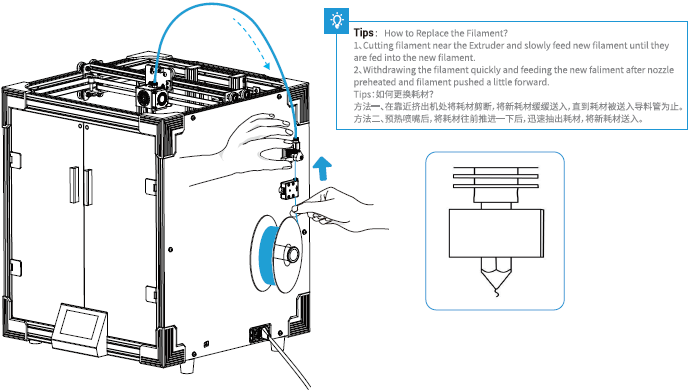 Tips： How to Replace the Filament?
1、Cutting filament near the Extruder and slowly feed new filament until they
are fed into the new filament.
2、Withdrawing the filament quickly and feeding the new faliment after nozzle
preheated and filament pushed a little forward.
Tips：如何更换耗材？
方法一、在靠近挤出机处将耗材剪断，将新耗材缓缓送入，直到耗材被送入导料管为止。
方法二、预热喷嘴后，将耗材往前推进一下后，迅速抽出耗材，将新耗材送入。